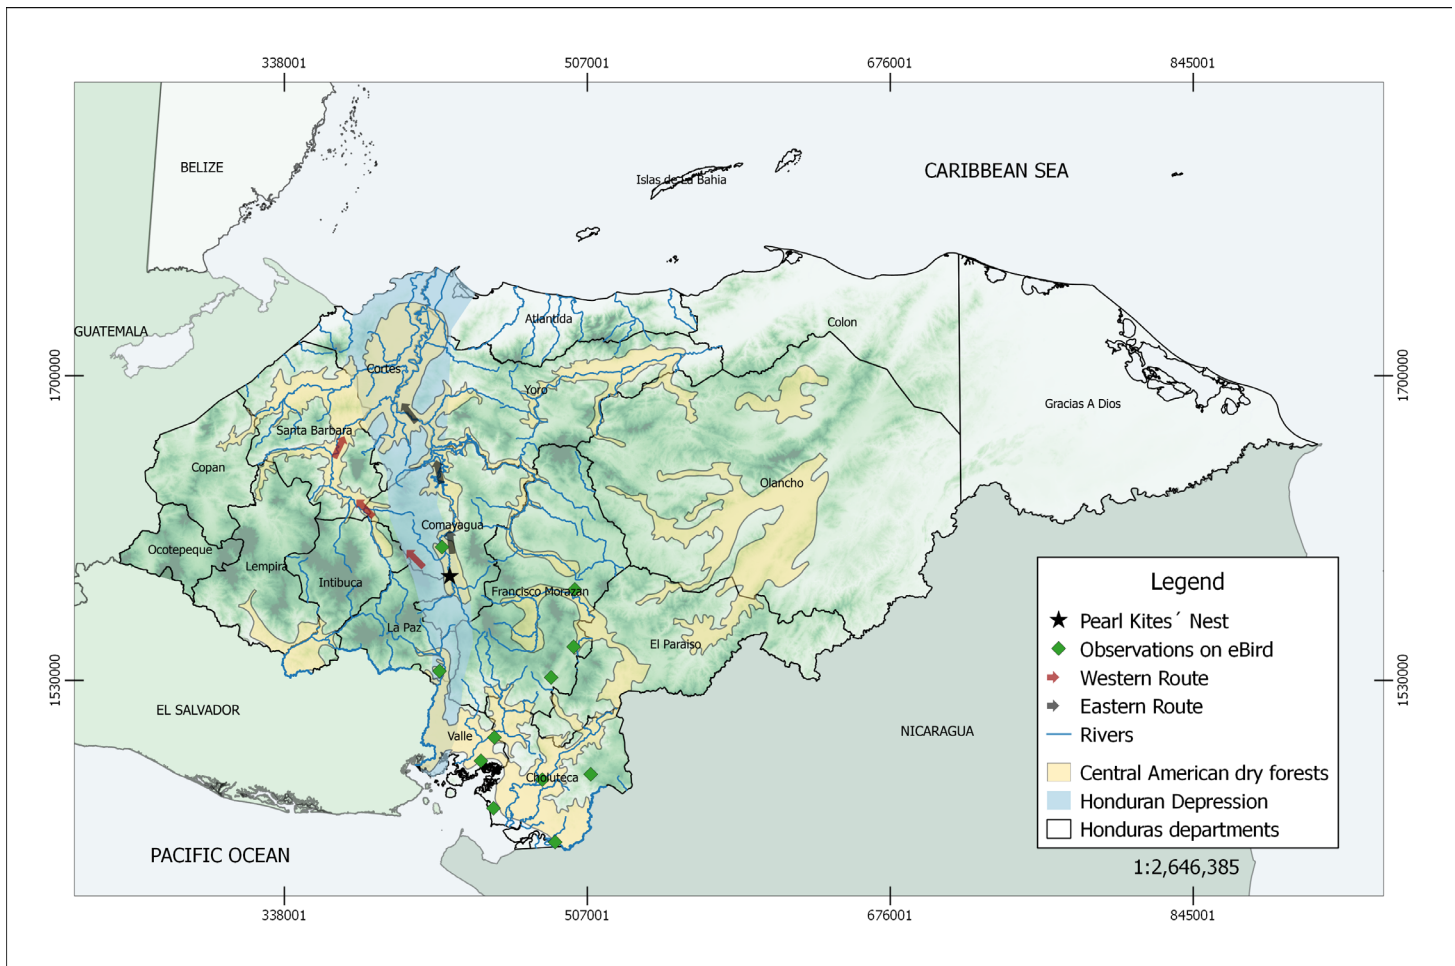 338001
507001
676001
845001
BELIZE
CARIBBEAN SEA
Islas de La Bahia
GUATEMALA
Atlantida
Colon
1700000
1700000
Cortes
Yoro
Gracias A Dios
Santa Barbara
Copan
Olancho
Comayagua
Ocotepeque
Lempira
Intibuca
Francisco Morazan
La Paz
El Paraiso
1530000
1530000
EL SALVADOR
NICARAGUA
Valle
Choluteca
PACIFIC OCEAN
Legend
Pearl Kites´ Nest
Observations on eBird
Western Route
Eastern Route
Rivers
Central American dry forests
Honduran Depression
Honduras departments
1:2,646,385
338001
507001
676001
845001